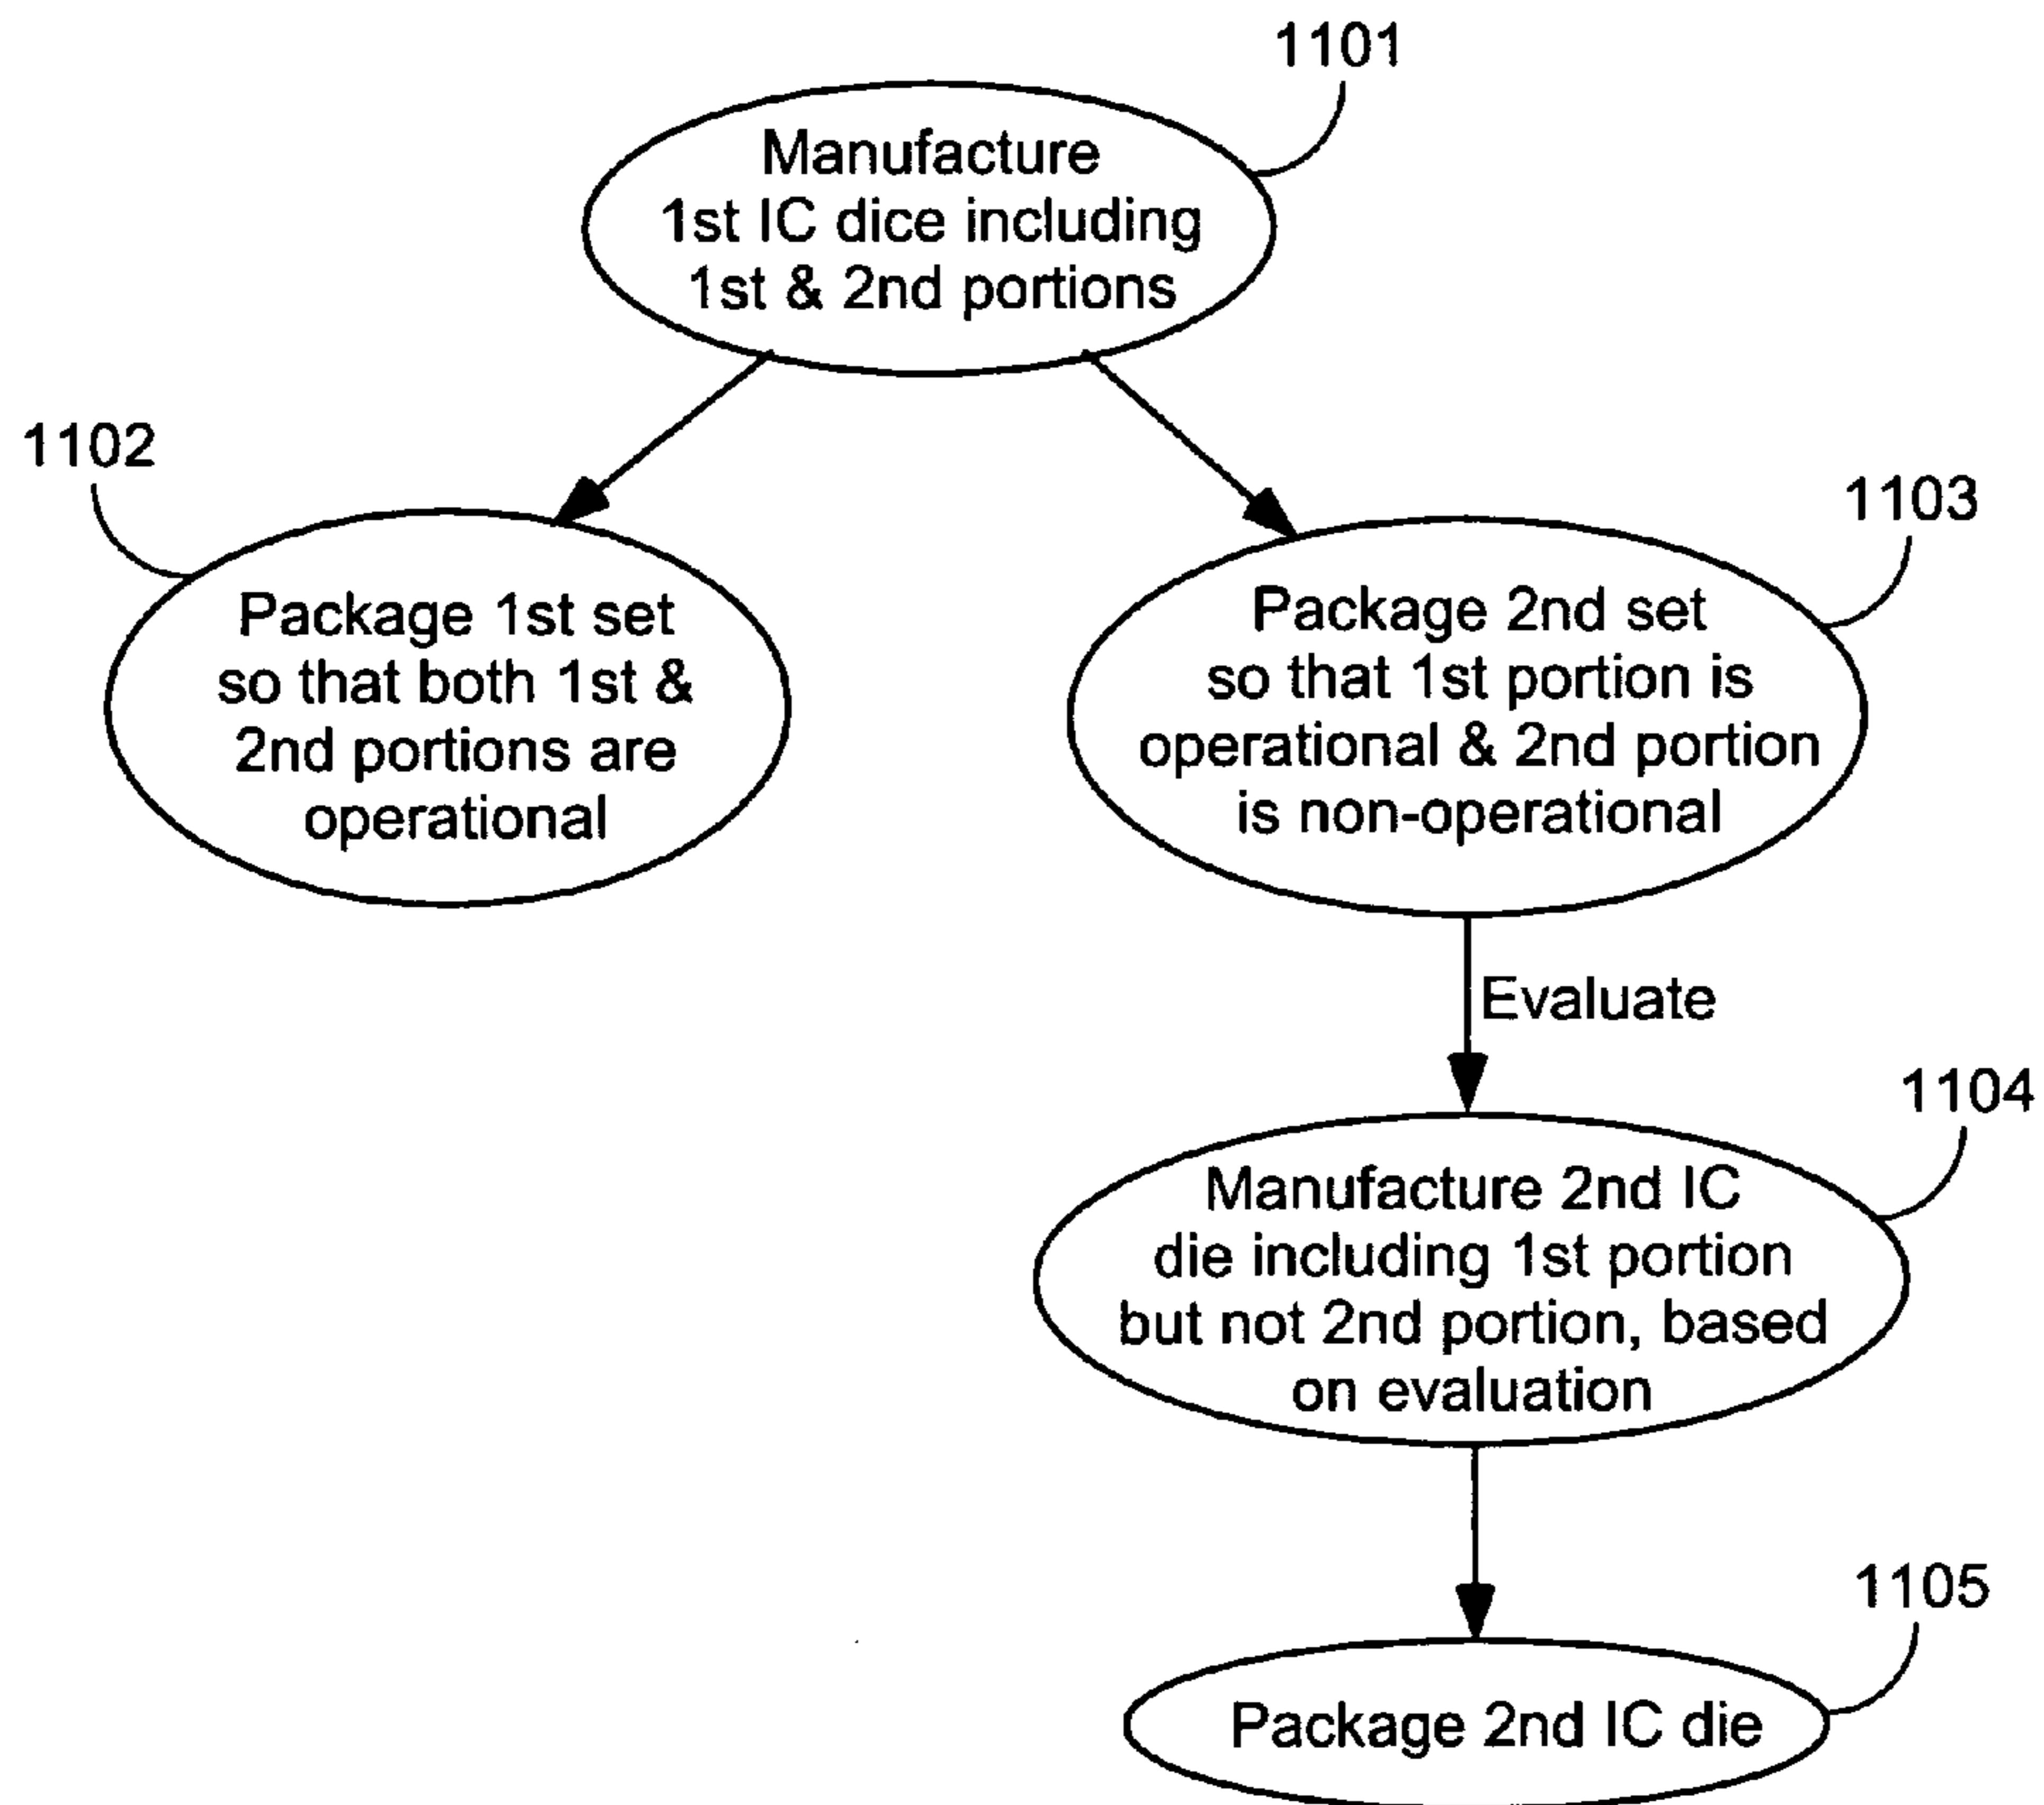 1101
Manufacture
1st IC dice including
1st & 2nd portions
1102
Package 1st set
so that both 1st &
2nd portions are
operational
1103
Package 2nd set
so that 1st portion is
operational & 2nd portion
is non-operational
Evaluate
1104
Manufacture 2nd IC
die including 1st portion
but not 2nd portion, based
on evaluation
1105
Package 2nd IC die